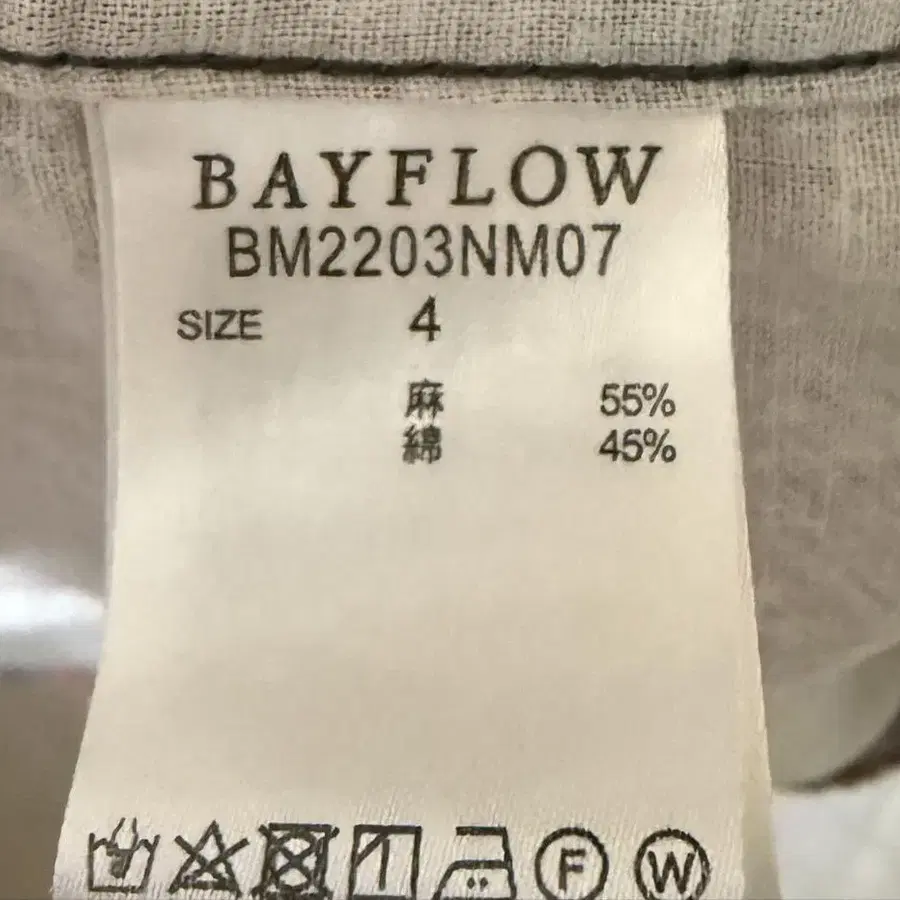 BAYFLOW
BM2203NM07
SIZE 4
麻 55%
綿 45%
F W